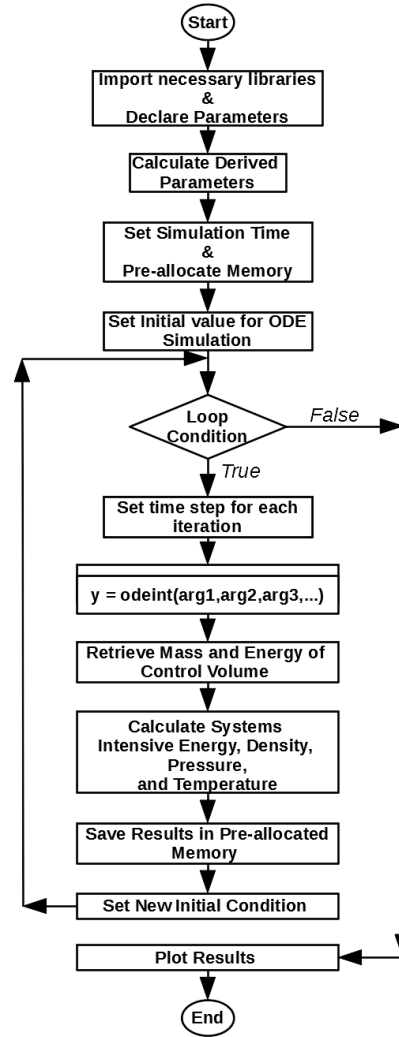 Start
Import necessary libraries
&
Declare Parameters
Calculate Derived
Parameters
Set Simulation Time
&
Pre-allocate Memory
Set Initial value for ODE
Simulation
Loop
Condition
False
True
Set time step for each
iteration
y = odeint(arg1,arg2,arg3,...)
Retrieve Mass and Energy of
Control Volume
Calculate Systems
Intensive Energy, Density,
Pressure,
and Temperature
Save Results in Pre-allocated
Memory
Set New Initial Condition
Plot Results
End